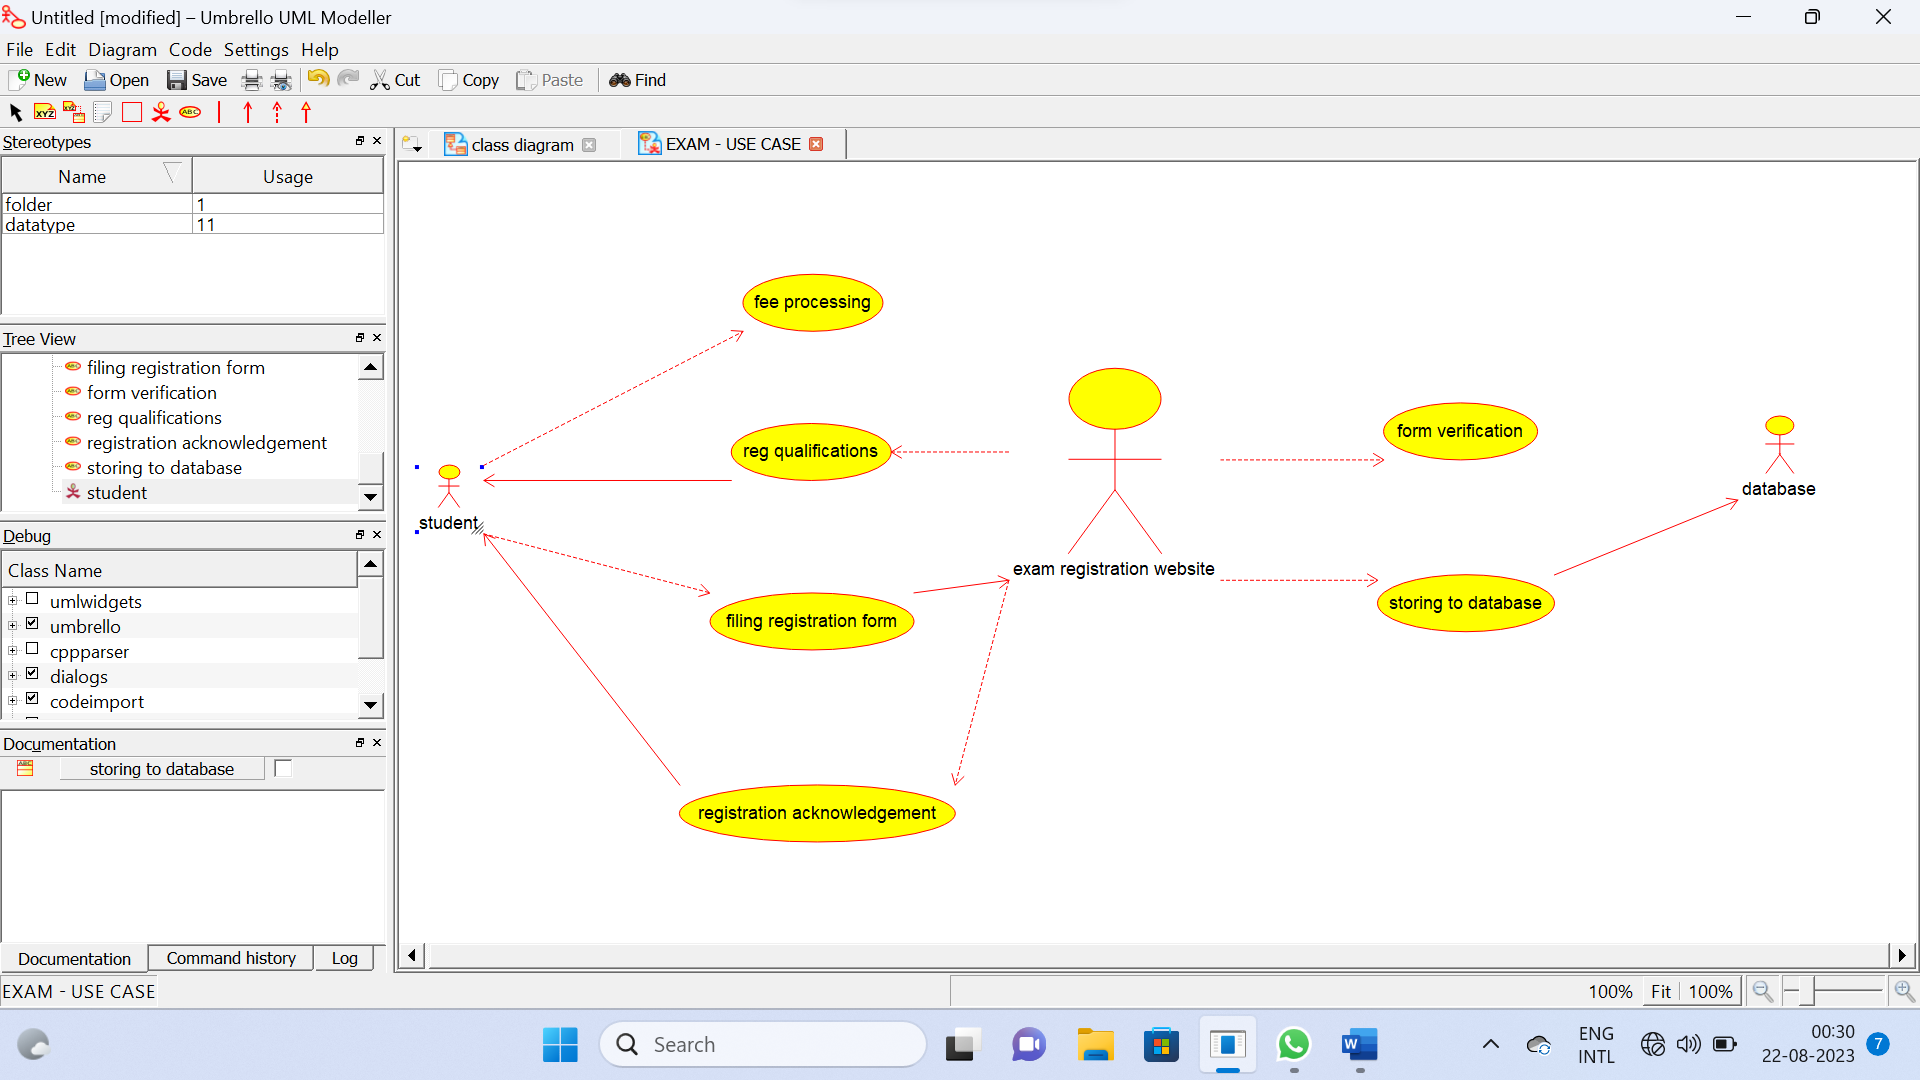 Untitled [modified] – Umbrello UML Modeller
File Edit Diagram Code Settings Help
New Open Save Cut Copy Paste Find
XYZ XYZ ABC
Stereotypes
Name Usage
folder 1
datatype 11
Tree View
filing registration form
form verification
reg qualifications
registration acknowledgement
storing to database
student
Debug
Class Name
umlwidgets
umbrello
cppparser
dialogs
codeimport
Documentation
storing to database
Documentation Command history Log
EXAM - USE CASE
class diagram EXAM - USE CASE
fee processing
reg qualifications
form verification
database
student
exam registration website
storing to database
filing registration form
registration acknowledgement
100% Fit 100%
Search
ENG
INTL
00:30
22-08-2023
7